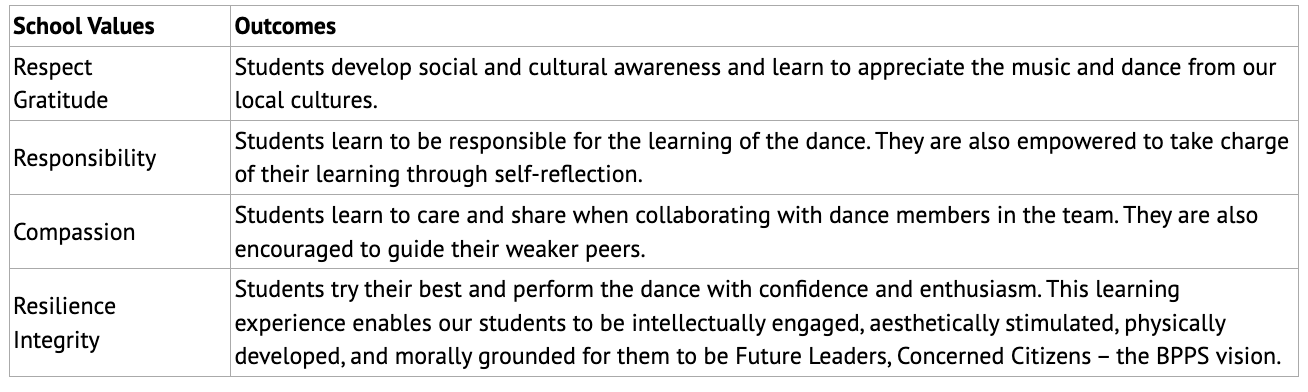 School Values Outcomes
Respect
Gratitude
Students develop social and cultural awareness and learn to appreciate the music and dance from our
local cultures.
Responsibility
Students learn to be responsible for the learning of the dance. They are also empowered to take charge
of their learning through self-reflection.
Compassion
Students learn to care and share when collaborating with dance members in the team. They are also
encouraged to guide their weaker peers.
Resilience
Integrity
Students try their best and perform the dance with confidence and enthusiasm. This learning
experience enables our students to be intellectually engaged, aesthetically stimulated, physically
developed, and morally grounded for them to be Future Leaders, Concerned Citizens – the BPPS vision.